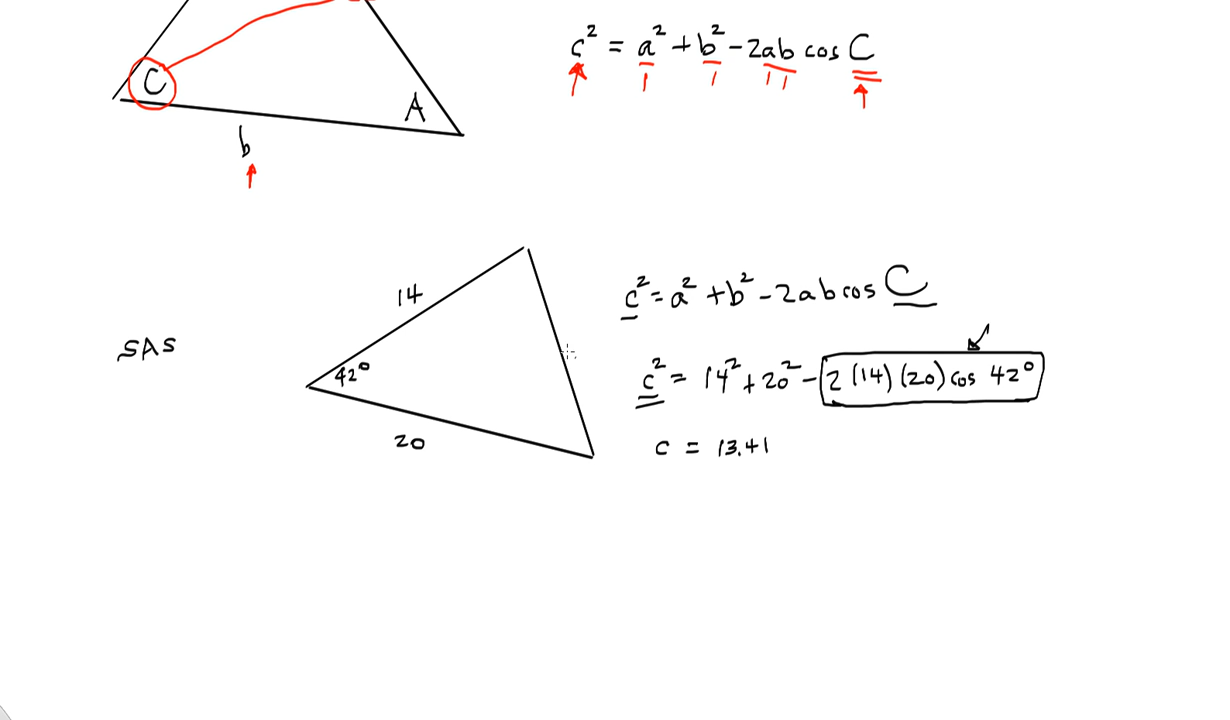 c² = a² + b² - 2ab cos C
C
A
b
14
c² = a² + b² - 2ab cos C
SAS
42°
c² = 14² + 20² - 2(14)(20) cos 42°
20
c = 13.41